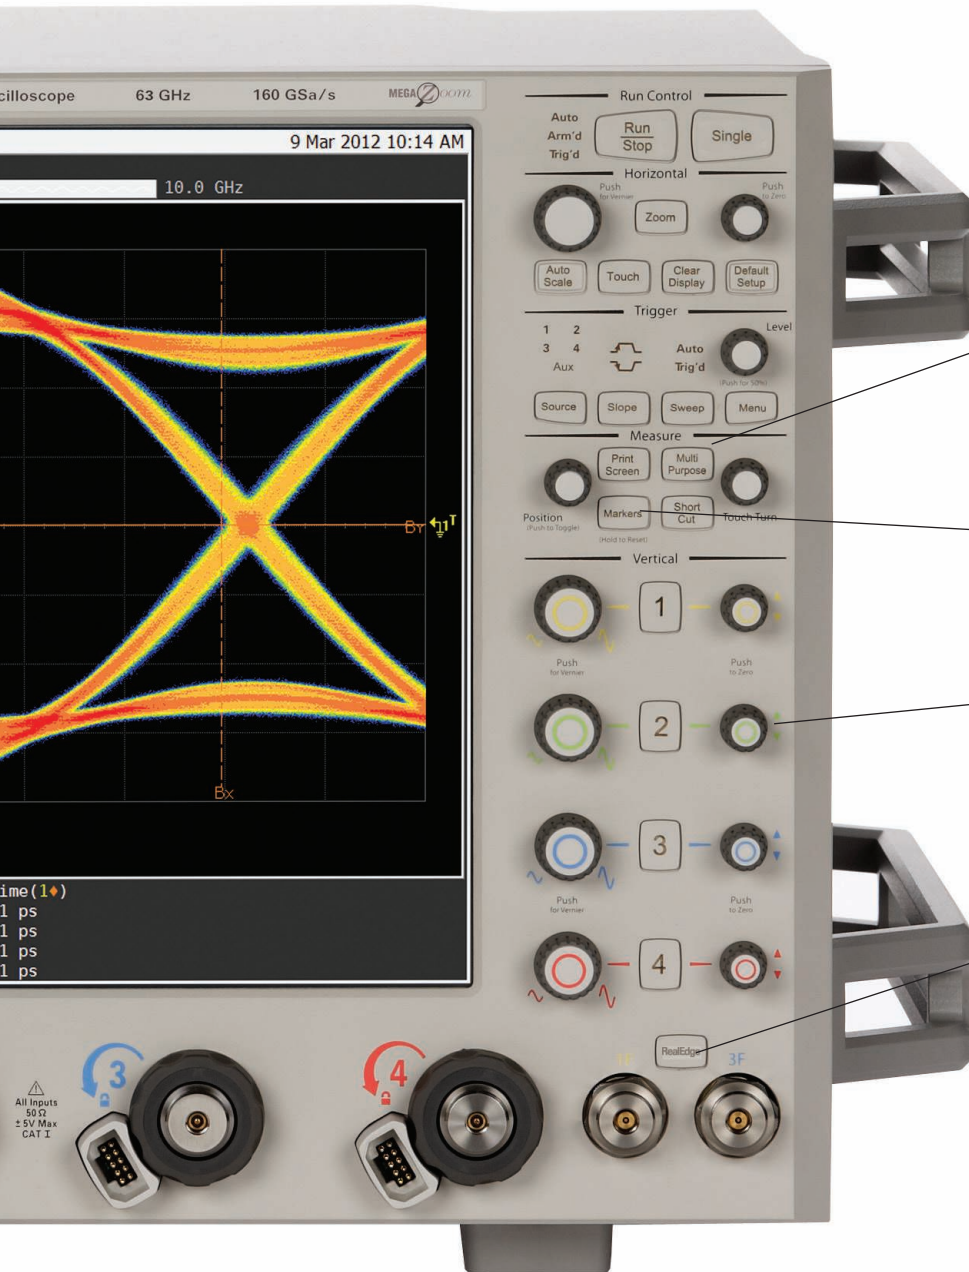 cilloscope 63 GHz 160 GSa/s MEGA Zoom
9 Mar 2012 10:14 AM
10.0 GHz
Bʏ 1 T
Bx
ime(1♦)
1 ps
1 ps
1 ps
1 ps
Run Control
Auto
Arm'd
Trig'd
Run
Stop
Single
Horizontal
Push
for Vernier
Zoom
Push
to Zero
Auto
Scale
Touch
Clear
Display
Default
Setup
Trigger
1 2
3 4
Aux
Auto
Trig'd
Level
(Push for 50%)
Source
Slope
Sweep
Menu
Measure
Print
Screen
Multi
Purpose
Position
(Push to Toggle)
Markers
(Hold to Reset)
Short
Cut
Touch Turn
Vertical
1
Push
for Vernier
Push
to Zero
2
3
Push
for Vernier
Push
to Zero
4
RealEdge
3
4
3F
All Inputs
50 Ω
± 5V Max
CAT I